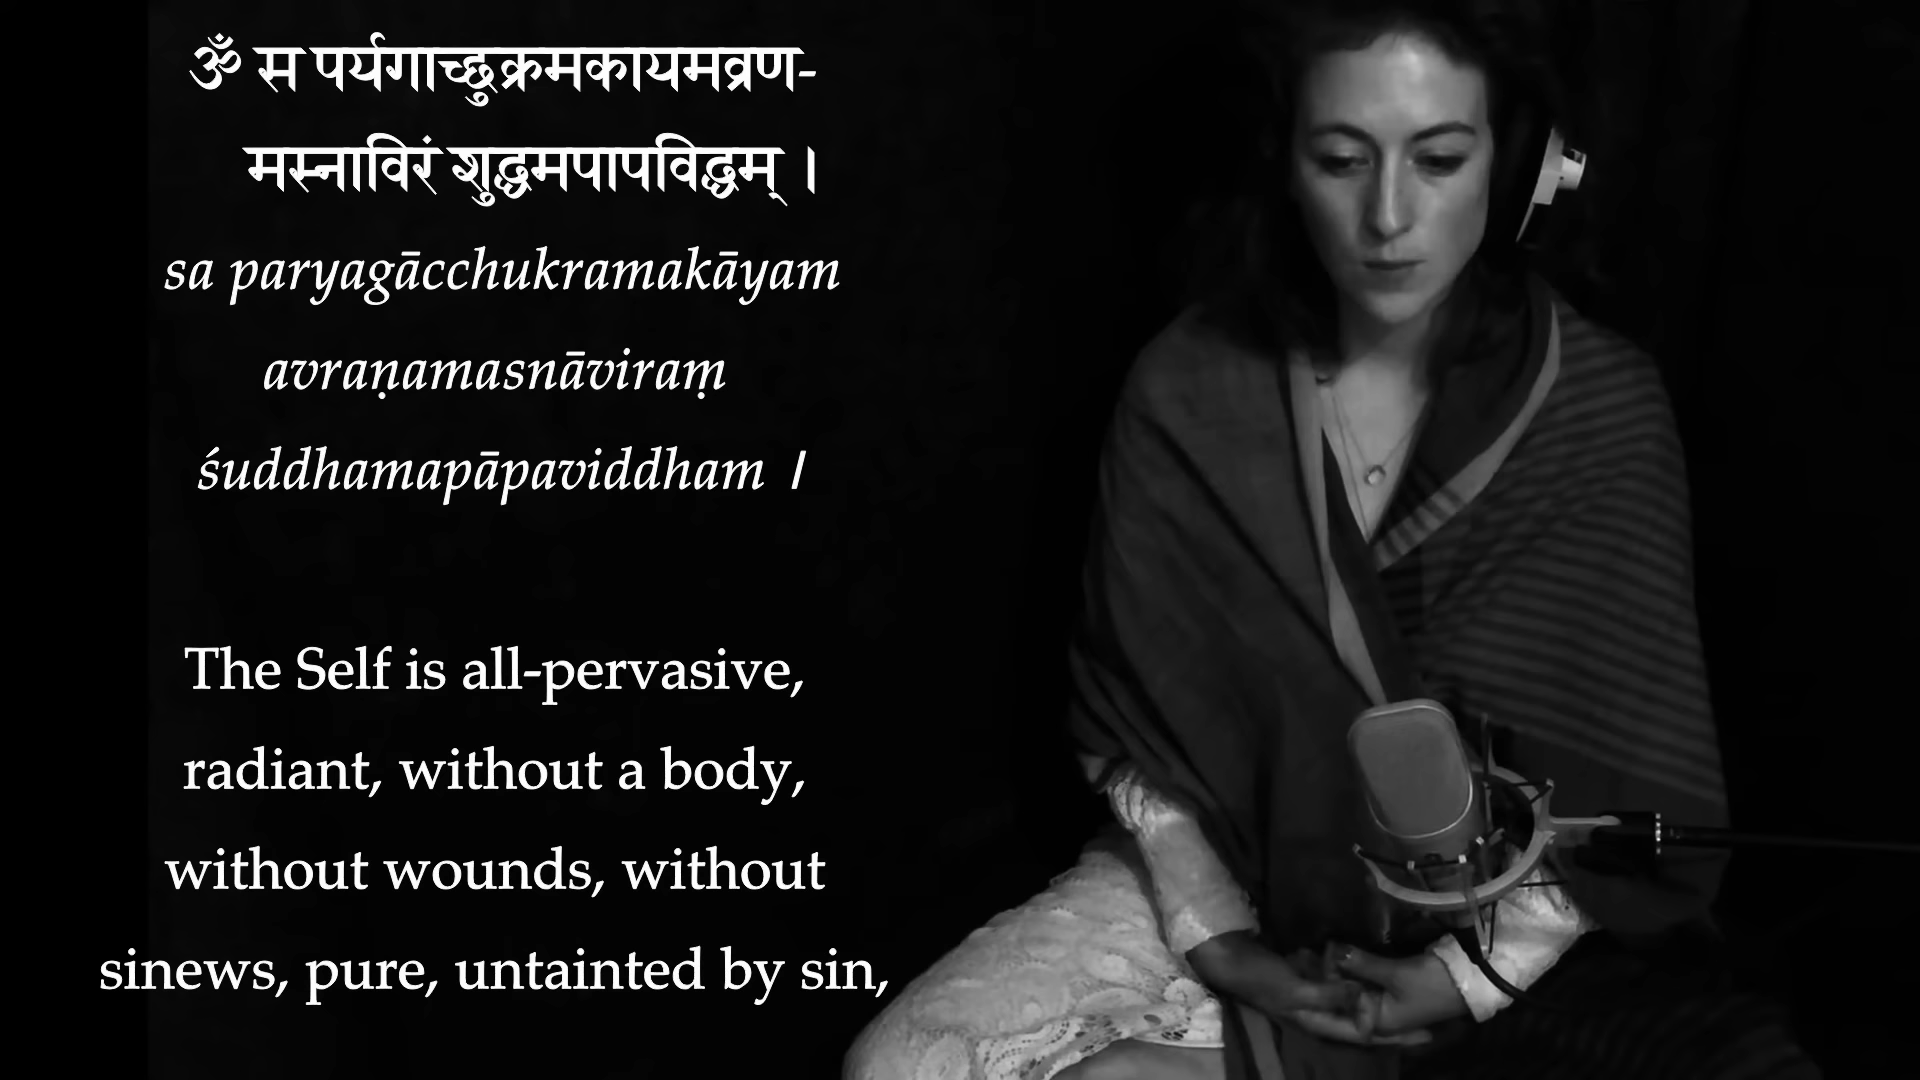 ॐ स पर्यगाच्छुक्रमकायमव्रण-
मस्नाविरं शुद्धमपापविद्धम् ।
sa paryagācchukramakāyam
avraṇamasnāviraṃ
śuddhamapāpaviddham ।
The Self is all-pervasive,
radiant, without a body,
without wounds, without
sinews, pure, untainted by sin,